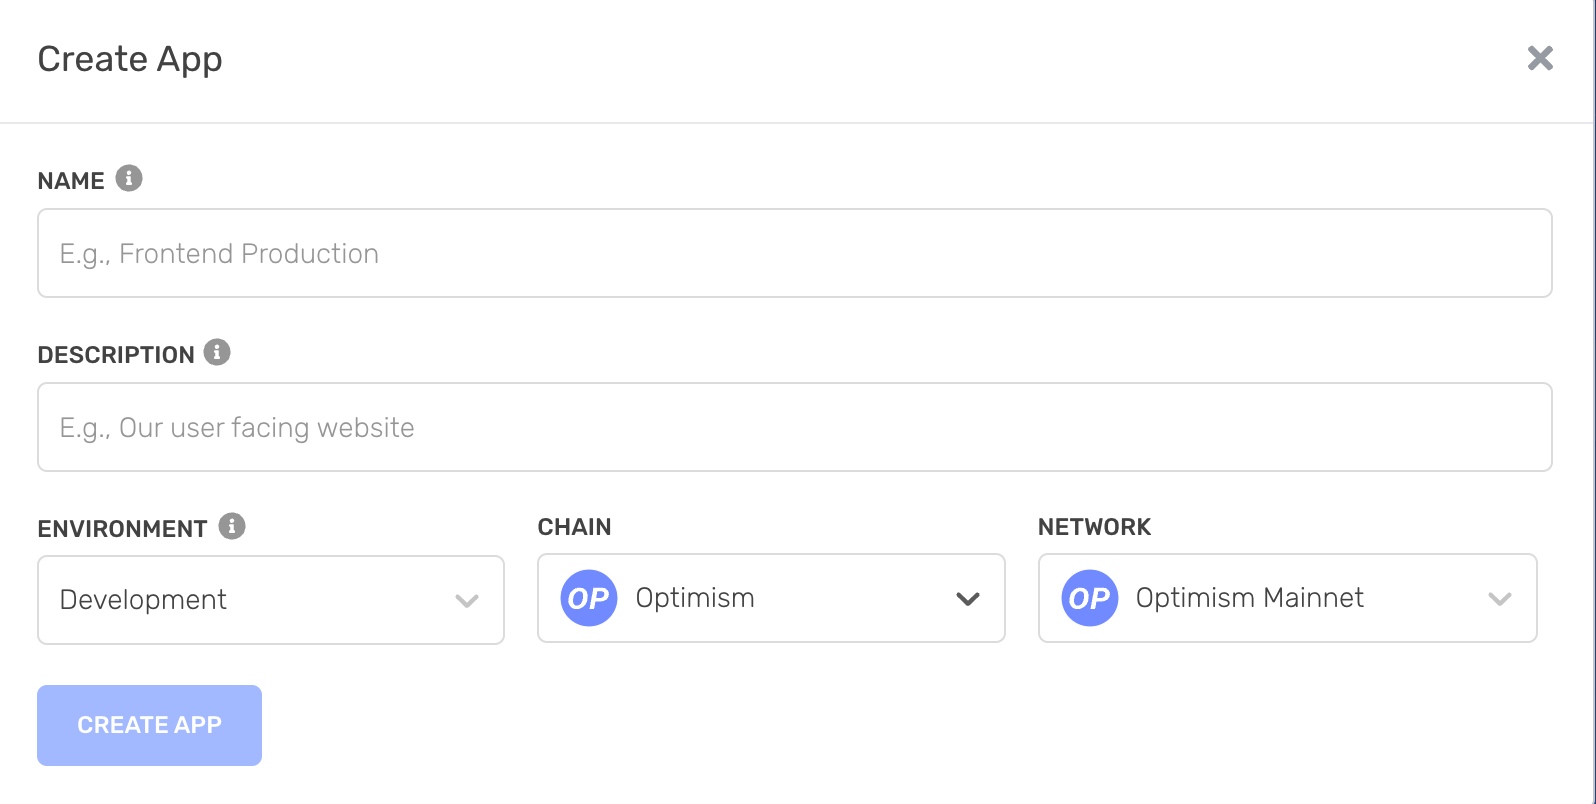 Create App
NAME
E.g., Frontend Production
DESCRIPTION
E.g., Our user facing website
ENVIRONMENT CHAIN NETWORK
Development OP Optimism OP Optimism Mainnet
CREATE APP